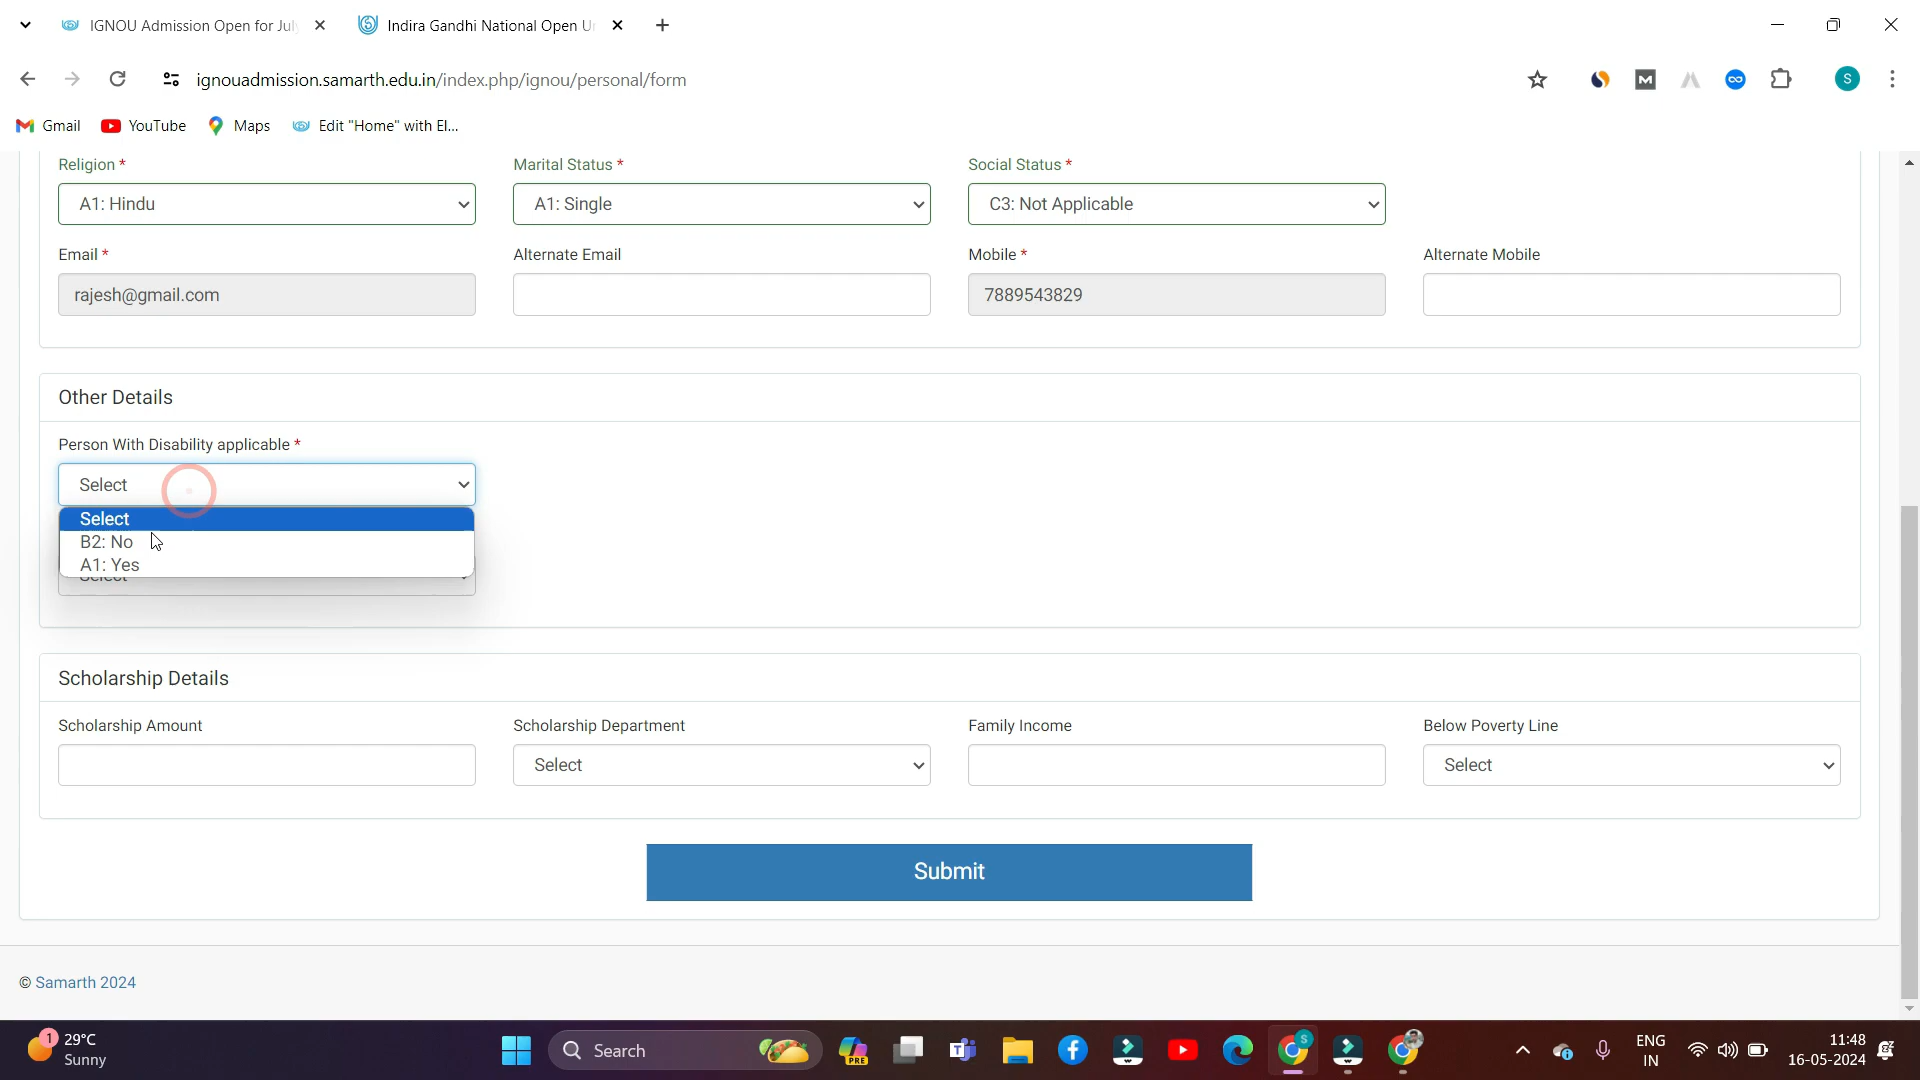 IGNOU Admission Open for Jul
Indira Gandhi National Open U
ignouadmission.samarth.edu.in/index.php/ignou/personal/form
S
Gmail
YouTube
Maps
Edit "Home" with El...
Religion *
Marital Status *
Social Status *
A1: Hindu
A1: Single
C3: Not Applicable
Email *
Alternate Email
Mobile *
Alternate Mobile
rajesh@gmail.com
7889543829
Other Details
Person With Disability applicable *
Select
Select
B2: No
A1: Yes
Select
Scholarship Details
Scholarship Amount
Scholarship Department
Family Income
Below Poverty Line
Select
Select
Submit
© Samarth 2024
1
29°C
Sunny
Search
PRE
S
ENG
IN
11:48
16-05-2024